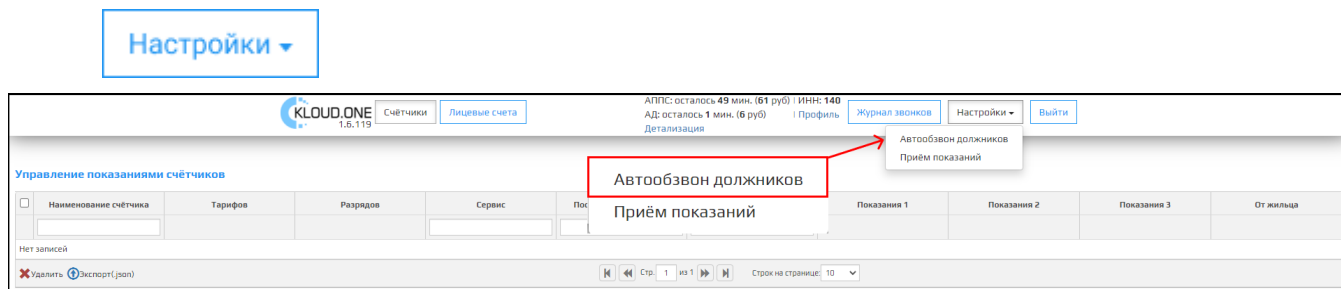 Настройки
KLOUD.ONE
1.6.119
Счётчики
Лицевые счета
АППС: осталось 49 мин. (61 руб) | ИНН: 140
АД: осталось 1 мин. (6 руб) | Профиль
Детализация
Журнал звонков
Настройки
Выйти
Автообзвон должников
Приём показаний
Управление показаниями счётчиков
Автообзвон должников
Приём показаний
Наименование счётчика
Тарифов
Разрядов
Сервис
Показания 1
Показания 2
Показания 3
От жильца
Нет записей
Удалить
Экспорт(.json)
Стр. 1 из 1
Строк на странице: 10